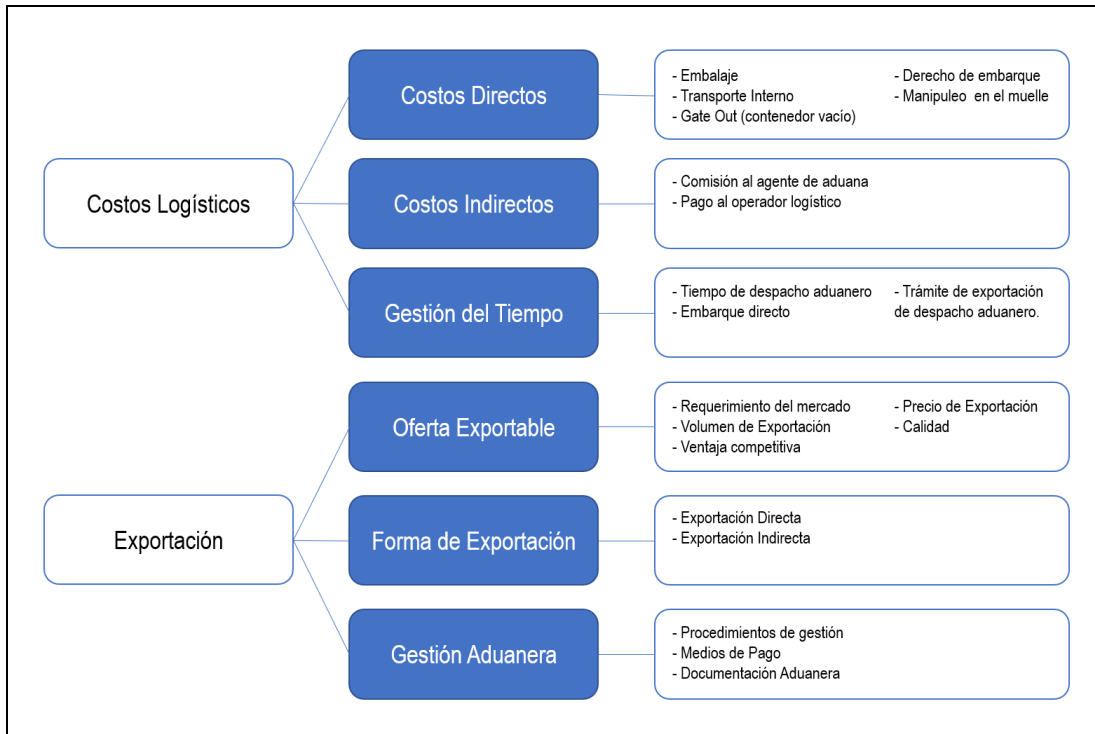 Costos Logísticos
Costos Directos
- Embalaje
- Transporte Interno
- Gate Out (contenedor vacío)
- Derecho de embarque
- Manipuleo en el muelle
Costos Indirectos
- Comisión al agente de aduana
- Pago al operador logístico
Gestión del Tiempo
- Tiempo de despacho aduanero
- Embarque directo
- Trámite de exportación
de despacho aduanero.
Exportación
Oferta Exportable
- Requerimiento del mercado
- Volumen de Exportación
- Ventaja competitiva
- Precio de Exportación
- Calidad
Forma de Exportación
- Exportación Directa
- Exportación Indirecta
Gestión Aduanera
- Procedimientos de gestión
- Medios de Pago
- Documentación Aduanera